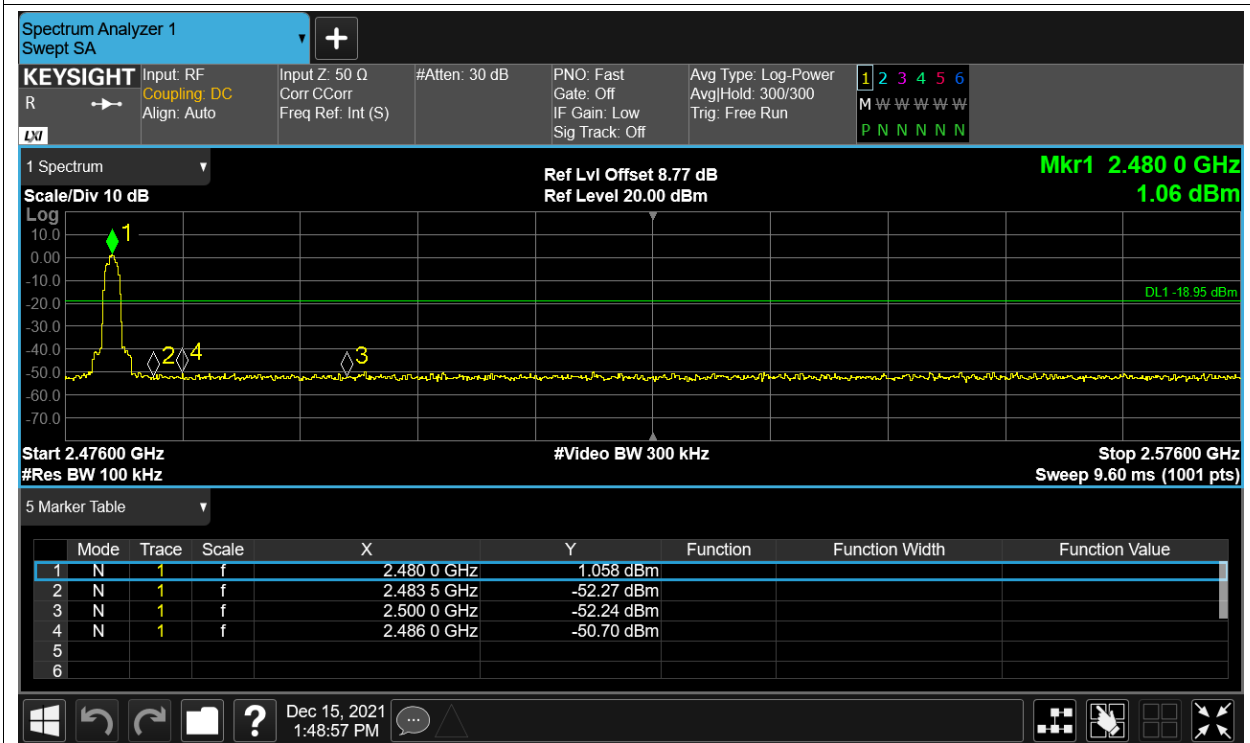 Spectrum Analyzer 1
Swept SA
+
KEYSIGHT Input: RF Input Z: 50 Ω #Atten: 30 dB PNO: Fast Avg Type: Log-Power 1 2 3 4 5 6
R Coupling: DC Corr CCorr Gate: Off Avg|Hold: 300/300 M W W W W W
Align: Auto Freq Ref: Int (S) IF Gain: Low Trig: Free Run
LXI Sig Track: Off P N N N N N
1 Spectrum Ref Lvl Offset 8.77 dB Mkr1 2.480 0 GHz
Scale/Div 10 dB Ref Level 20.00 dBm 1.06 dBm
Log
10.0 1
0.00
-10.0
DL1 -18.95 dBm
-20.0
-30.0
-40.0 2 4 3
-50.0
-60.0
-70.0
Start 2.47600 GHz #Video BW 300 kHz Stop 2.57600 GHz
#Res BW 100 kHz Sweep 9.60 ms (1001 pts)
5 Marker Table
Mode Trace Scale X Y Function Function Width Function Value
1 N 1 f 2.480 0 GHz 1.058 dBm
2 N 1 f 2.483 5 GHz -52.27 dBm
3 N 1 f 2.500 0 GHz -52.24 dBm
4 N 1 f 2.486 0 GHz -50.70 dBm
5
6
? Dec 15, 2021
1:48:57 PM